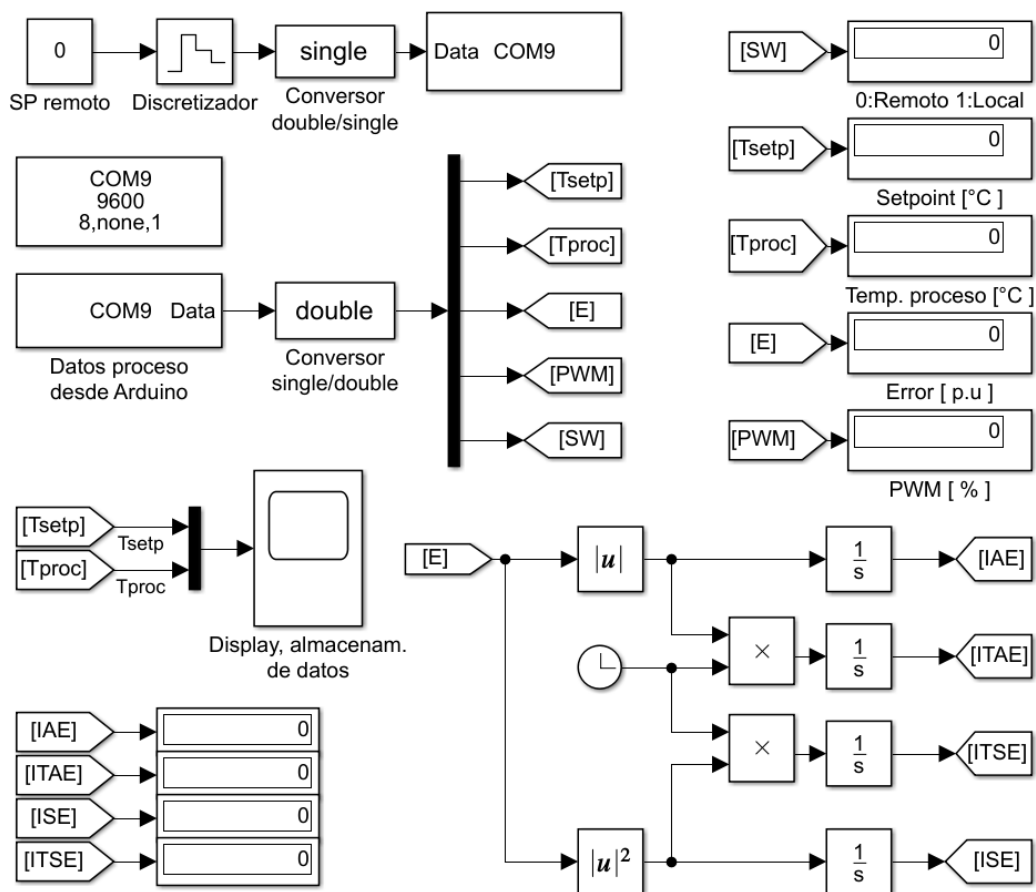 0
SP remoto
Discretizador
single
Conversor
double/single
Data COM9
COM9
9600
8,none,1
COM9 Data
Datos proceso
desde Arduino
double
Conversor
single/double
[Tsetp]
[Tproc]
[E]
[PWM]
[SW]
[SW]
0
0:Remoto 1:Local
[Tsetp]
0
Setpoint [°C ]
[Tproc]
0
Temp. proceso [°C ]
[E]
0
Error [ p.u ]
[PWM]
0
PWM [ % ]
[Tsetp]
Tsetp
[Tproc]
Tproc
Display, almacenam.
de datos
[IAE]
0
[ITAE]
0
[ISE]
0
[ITSE]
0
[E]
|u|
1
s
[IAE]
×
1
s
[ITAE]
×
1
s
[ITSE]
|u|²
1
s
[ISE]